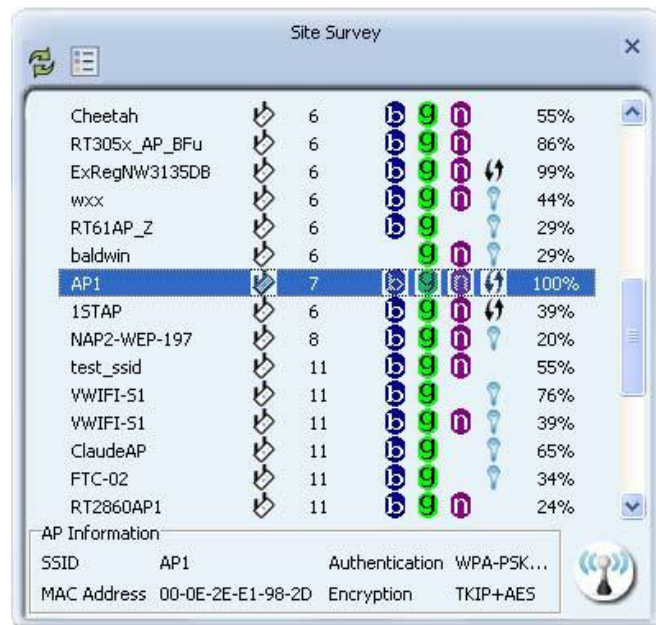 Site Survey
Cheetah 6 b g n 55%
RT305x_AP_BFu 6 b g n 86%
ExRegNW3135DB 6 b g n 99%
wxx 6 b g n 44%
RT61AP_Z 6 b g 29%
baldwin 6 g n 29%
AP1 7 b g n 100%
1STAP 6 b g n 39%
NAP2-WEP-197 8 b g n 20%
test_ssid 11 b g n 55%
VWIFI-S1 11 b g 76%
VWIFI-S1 11 b g n 39%
ClaudeAP 11 b g 65%
FTC-02 11 b g 34%
RT2860AP1 11 b g n 24%
AP Information
SSID AP1 Authentication WPA-PSK...
MAC Address 00-0E-2E-E1-98-2D Encryption TKIP+AES